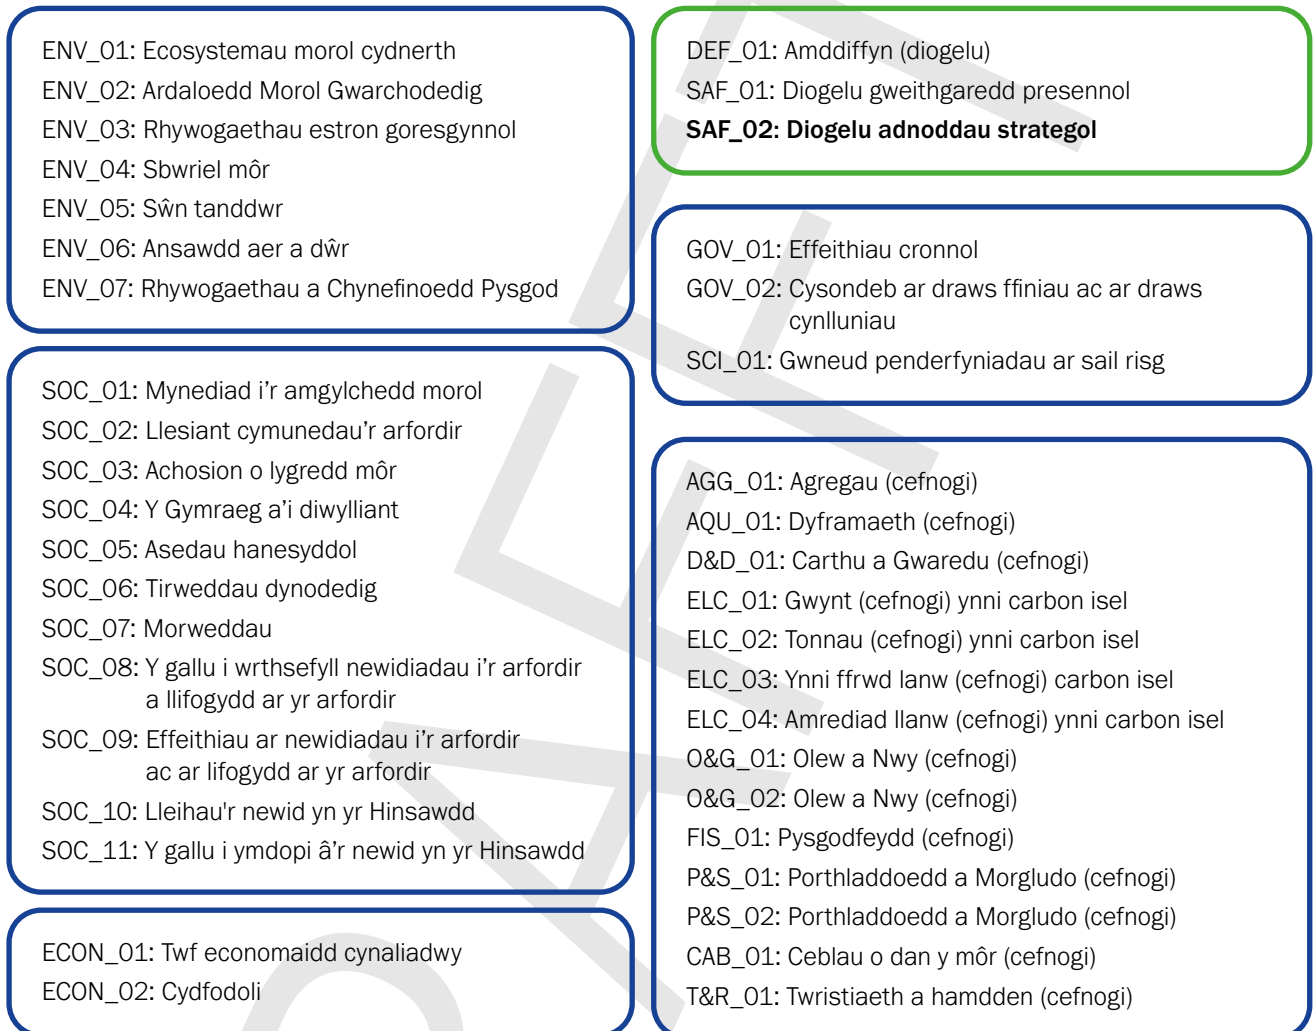 ENV_01: Ecosystemau morol cydnerth
ENV_02: Ardaloedd Morol Gwarchodedig
ENV_03: Rhywogaethau estron goresgynnol
ENV_04: Sbwriel môr
ENV_05: Sŵn tanddwr
ENV_06: Ansawdd aer a dŵr
ENV_07: Rhywogaethau a Chynefinoedd Pysgod
SOC_01: Mynediad i’r amgylchedd morol
SOC_02: Llesiant cymunedau’r arfordir
SOC_03: Achosion o lygredd môr
SOC_04: Y Gymraeg a’i diwylliant
SOC_05: Asedau hanesyddol
SOC_06: Tirweddau dynodedig
SOC_07: Morweddau
SOC_08: Y gallu i wrthsefyll newidiadau i’r arfordir
a llifogydd ar yr arfordir
SOC_09: Effeithiau ar newidiadau i’r arfordir
ac ar lifogydd ar yr arfordir
SOC_10: Lleihau'r newid yn yr Hinsawdd
SOC_11: Y gallu i ymdopi â’r newid yn yr Hinsawdd
ECON_01: Twf economaidd cynaliadwy
ECON_02: Cydfodoli
DEF_01: Amddiffyn (diogelu)
SAF_01: Diogelu gweithgaredd presennol
SAF_02: Diogelu adnoddau strategol
GOV_01: Effeithiau cronnol
GOV_02: Cysondeb ar draws ffiniau ac ar draws
cynlluniau
SCI_01: Gwneud penderfyniadau ar sail risg
AGG_01: Agregau (cefnogi)
AQU_01: Dyframaeth (cefnogi)
D&D_01: Carthu a Gwaredu (cefnogi)
ELC_01: Gwynt (cefnogi) ynni carbon isel
ELC_02: Tonnau (cefnogi) ynni carbon isel
ELC_03: Ynni ffrwd lanw (cefnogi) carbon isel
ELC_04: Amrediad llanw (cefnogi) ynni carbon isel
O&G_01: Olew a Nwy (cefnogi)
O&G_02: Olew a Nwy (cefnogi)
FIS_01: Pysgodfeydd (cefnogi)
P&S_01: Porthladdoedd a Morgludo (cefnogi)
P&S_02: Porthladdoedd a Morgludo (cefnogi)
CAB_01: Ceblau o dan y môr (cefnogi)
T&R_01: Twristiaeth a hamdden (cefnogi)